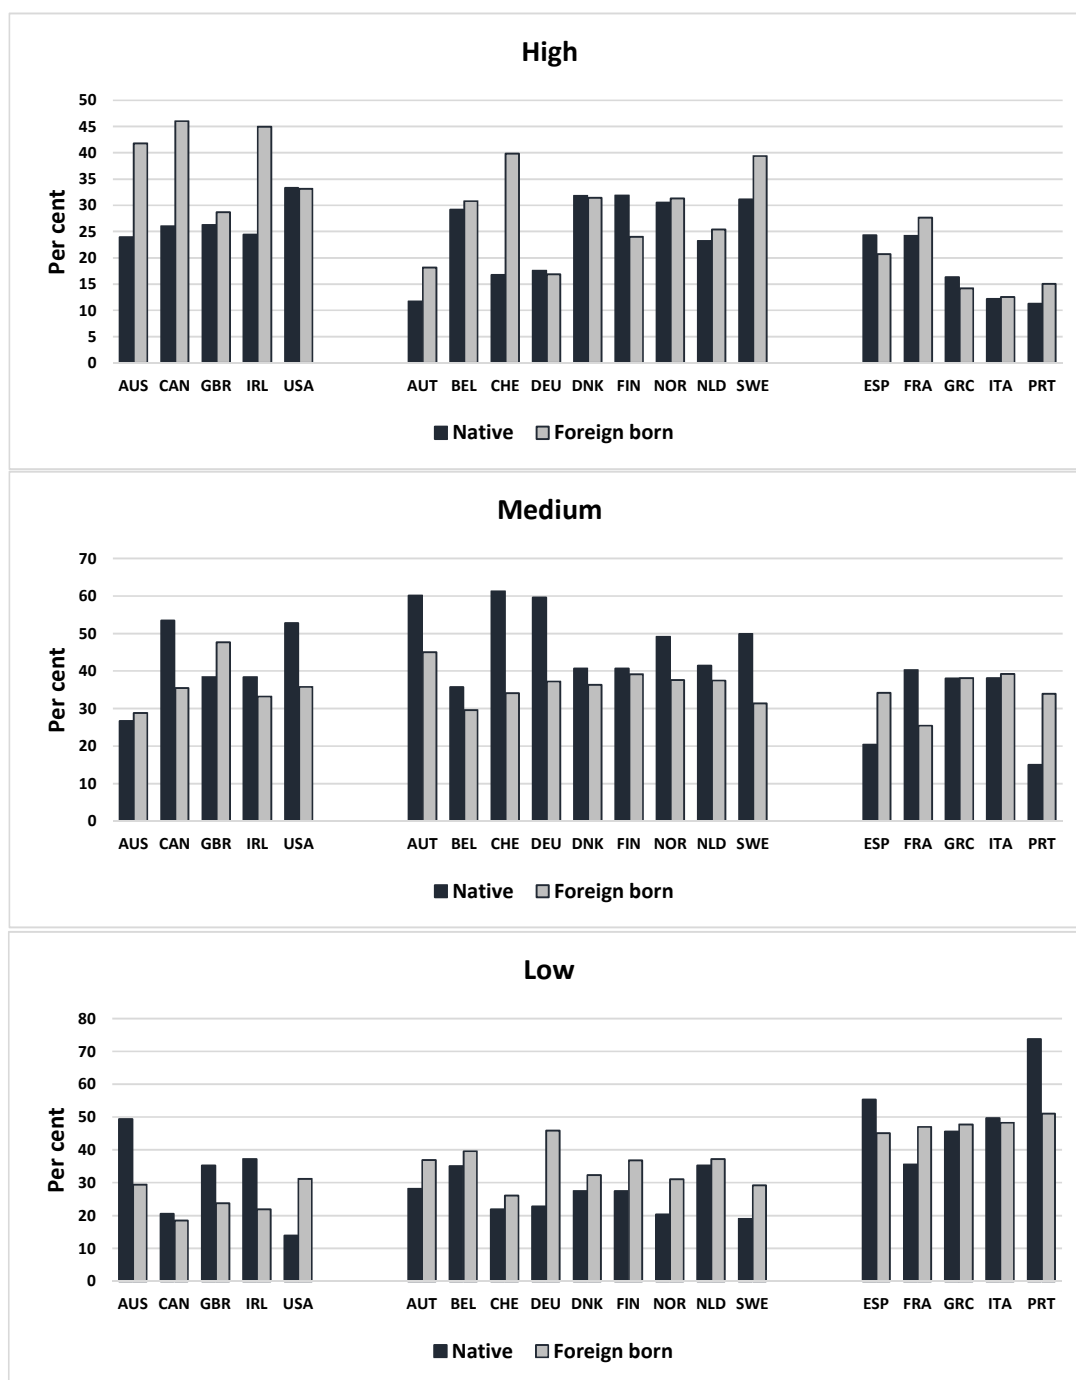 High
50
45
40
35
30
25
20
15
10
5
0
Per cent
AUS CAN GBR IRL USA AUT BEL CHE DEU DNK FIN NOR NLD SWE ESP FRA GRC ITA PRT
Native Foreign born
Medium
70
60
50
40
30
20
10
0
Per cent
AUS CAN GBR IRL USA AUT BEL CHE DEU DNK FIN NOR NLD SWE ESP FRA GRC ITA PRT
Native Foreign born
Low
80
70
60
50
40
30
20
10
0
Per cent
AUS CAN GBR IRL USA AUT BEL CHE DEU DNK FIN NOR NLD SWE ESP FRA GRC ITA PRT
Native Foreign born